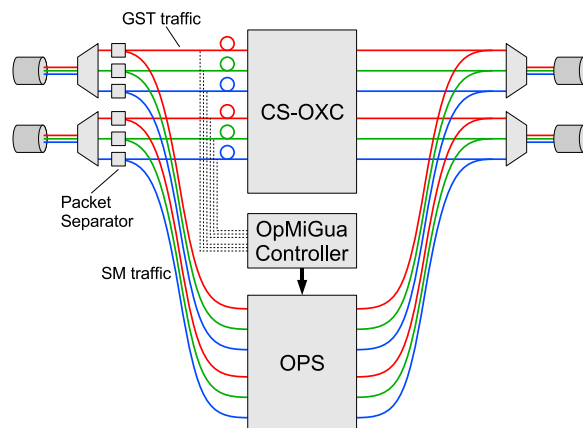 GST traffic
CS-OXC
Packet
Separator
OpMiGua
Controller
SM traffic
OPS